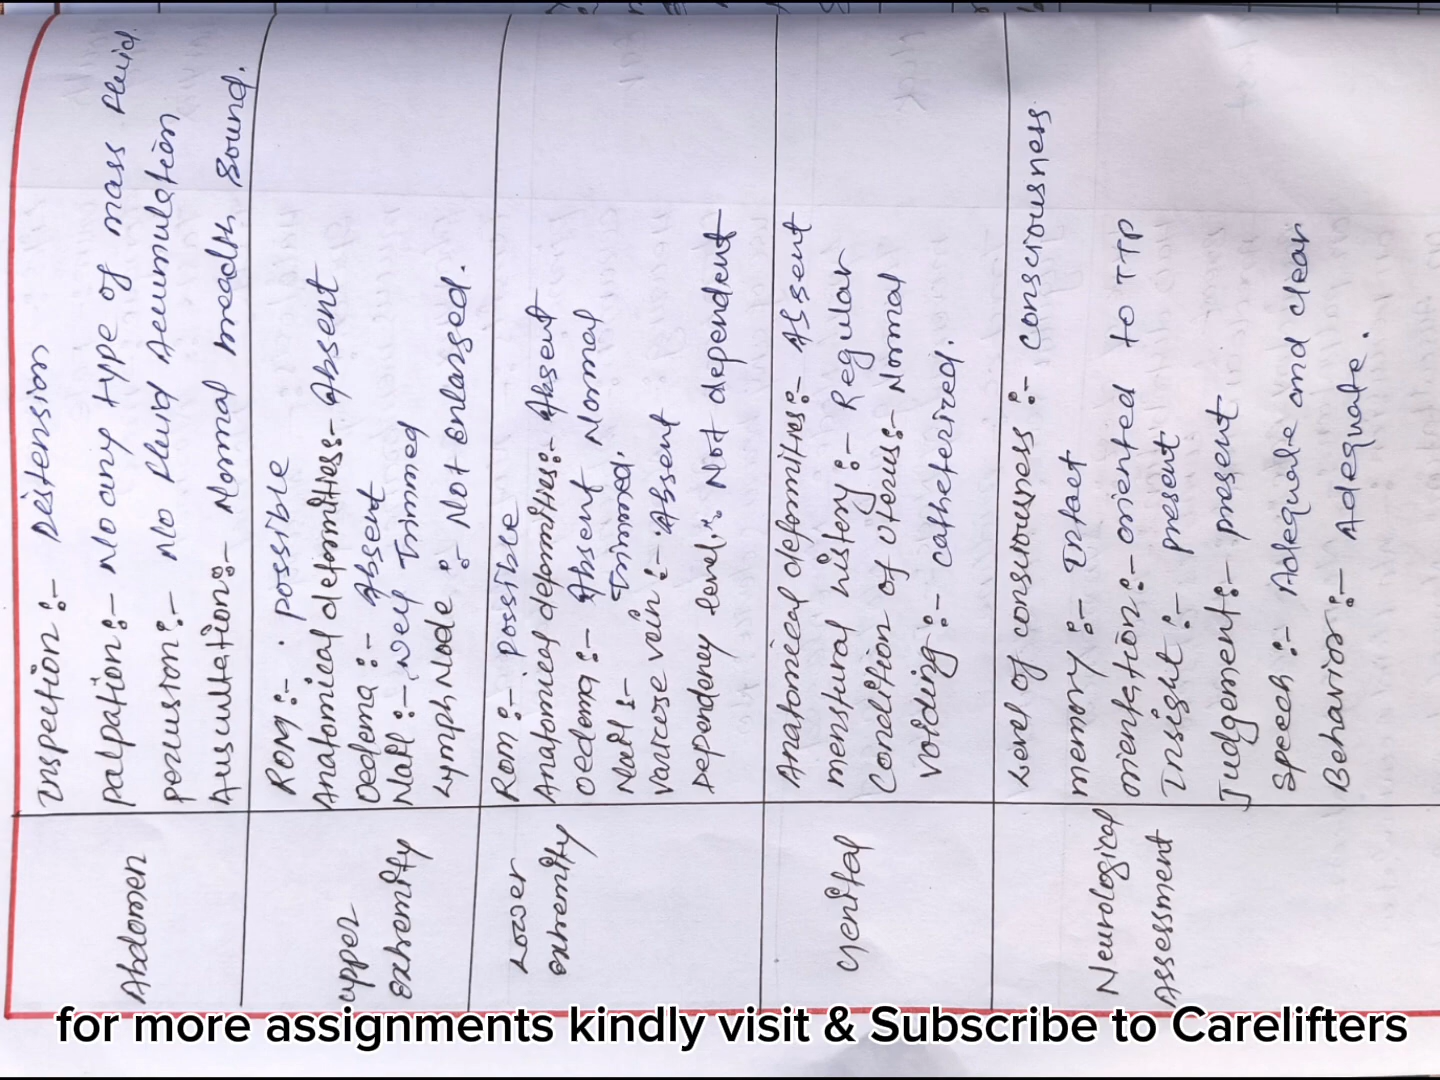 Abdomen
Inspection :- Distension
palpation :- No any type of mass fluid.
percussion :- No fluid Accumulation
Ausculltation :- Normal breadth sound.
upper
extremity
ROM :- possible
Anatomical deformities :- Absent
Oedema :- Absent
Nail :- well Trimmed
Lymph Node :- Not enlarged.
Lower
extremity
ROM :- possible
Anatomical deformities :- Absent
Oedema :- Absent
Nail :- Trimmed. Normal
Varicose vein :- Absent
Dependency level :- Not dependent
Genital
Anatomical deformities :- Absent
menstural history :- Regular
Condition of uterus :- Normal
voiding :- catheterized.
Neurological
Assessment
Level of consiousness :- consciousness
memory :- Intact
orientation :- oriented to TTP
Insight :- present
Judgement :- present
Speech :- Adequate and clear
Behavior :- Adequate.
for more assignments kindly visit & Subscribe to Carelifters